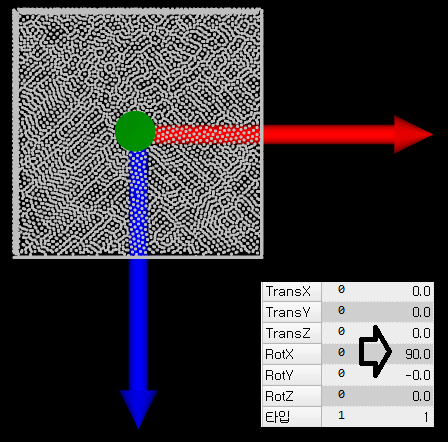 TransX 0 0.0
TransY 0 0.0
TransZ 0 0.0
RotX 0 90.0
RotY 0 -0.0
RotZ 0 0.0
타입 1 1